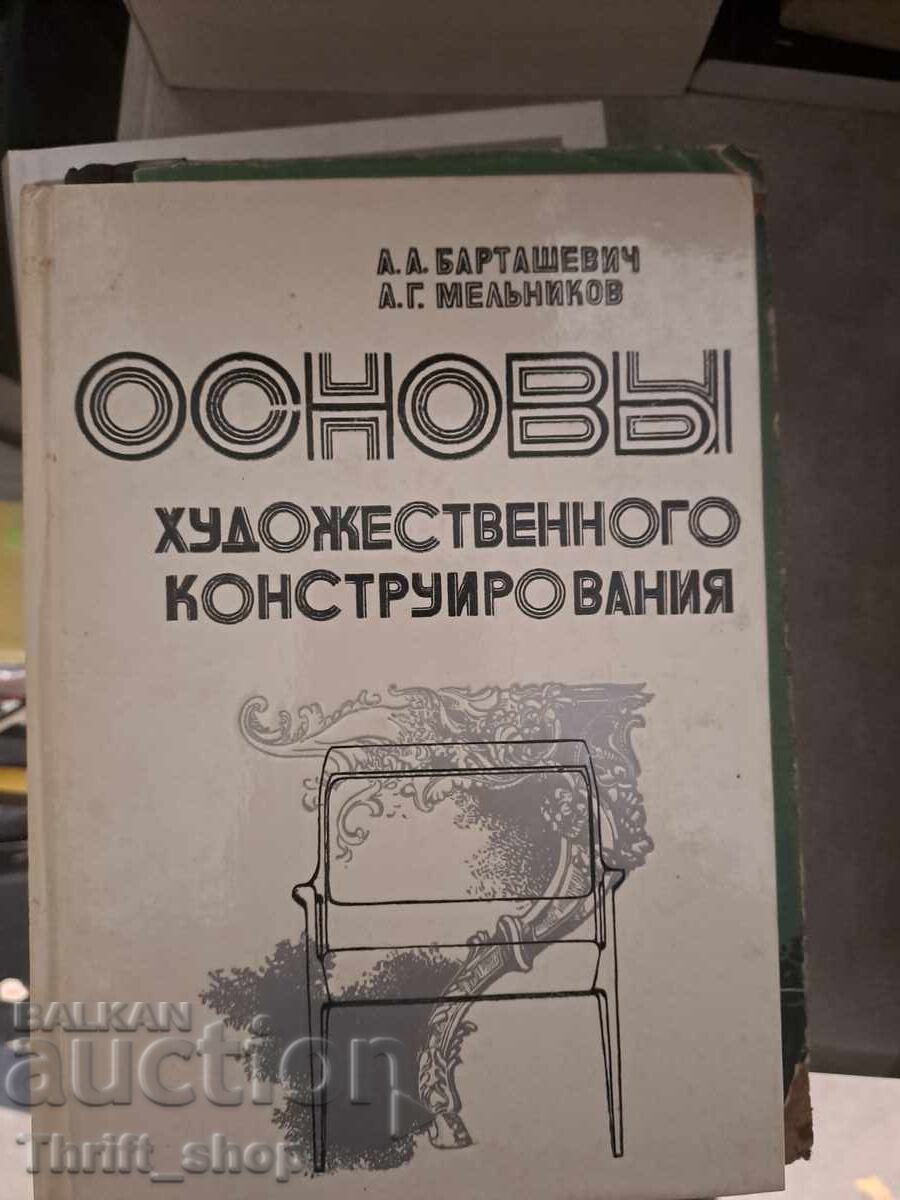 А.А. БАРТАШЕВИЧ
А.Г. МЕЛЬНИКОВ
ОСНОВЫ
ХУДОЖЕСТВЕННОГО
КОНСТРУИРОВАНИЯ
BALKAN
auction
Thrift_shop